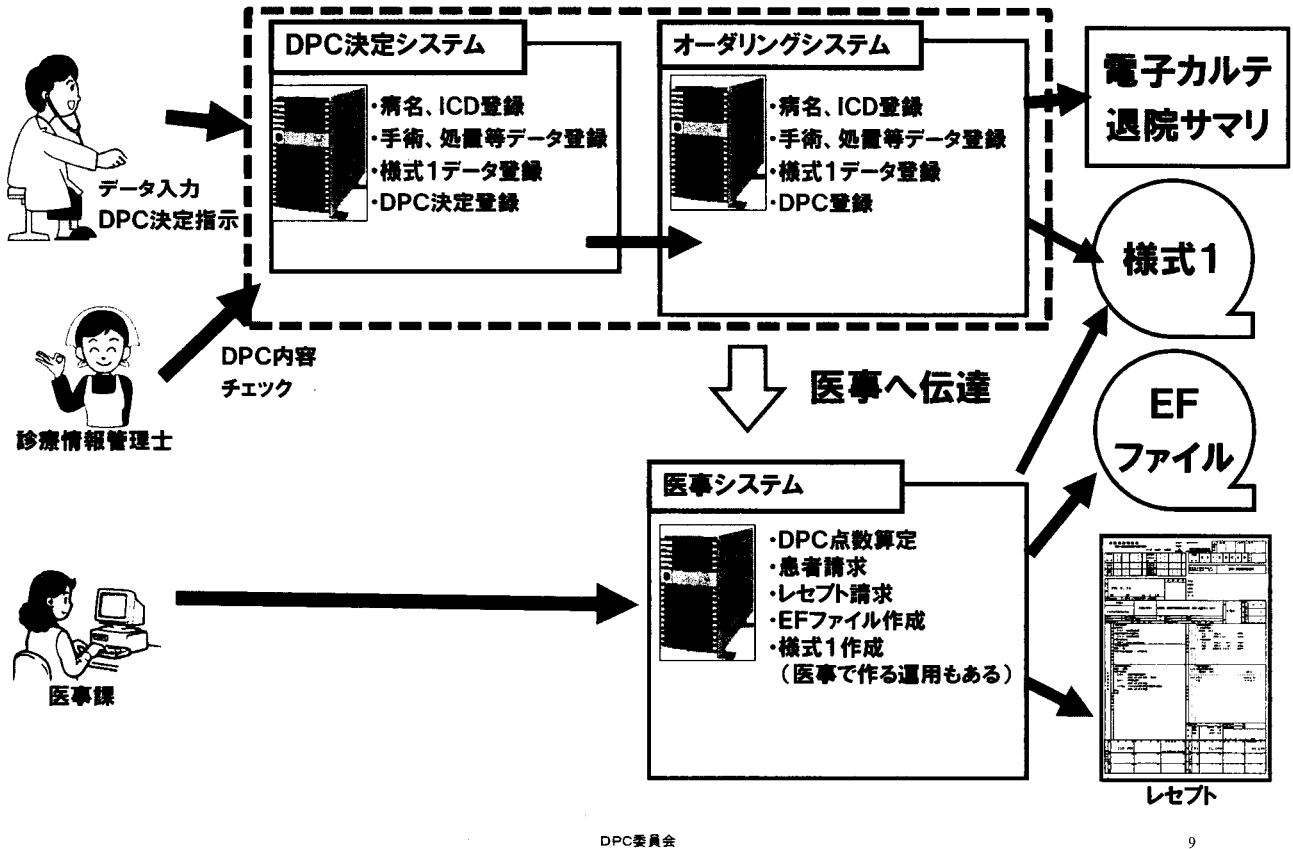 DPC決定システム
・病名、ICD登録
・手術、処置等データ登録
・様式1データ登録
・DPC決定登録
オーダリングシステム
・病名、ICD登録
・手術、処置等データ登録
・様式1データ登録
・DPC登録
電子カルテ
退院サマリ
データ入力
DPC決定指示
様式1
DPC内容
チェック
診療情報管理士
医事へ伝達
EF
ファイル
医事システム
・DPC点数算定
・患者請求
・レセプト請求
・EFファイル作成
・様式1作成
（医事で作る運用もある）
医事課
レセプト
DPC委員会
9